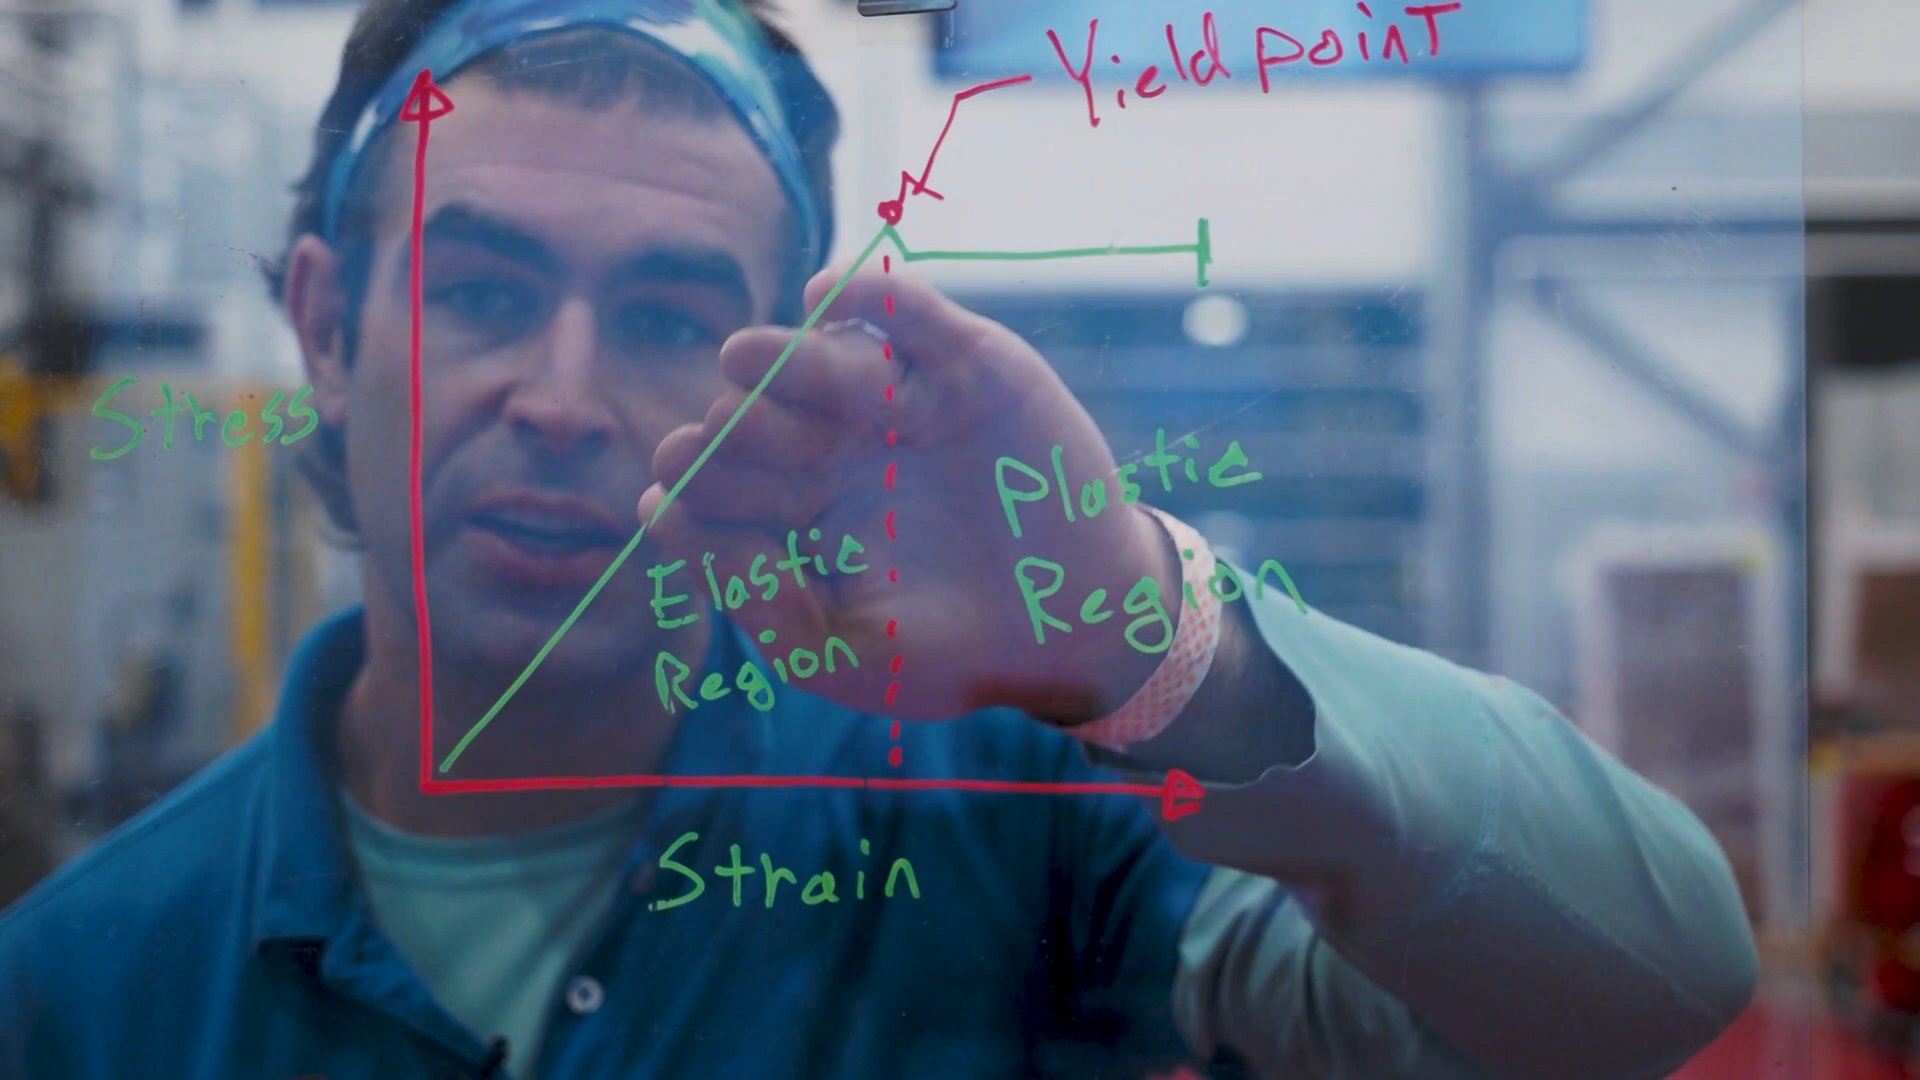 Yield point
Stress
Plastic
Region
Elastic
Region
Strain